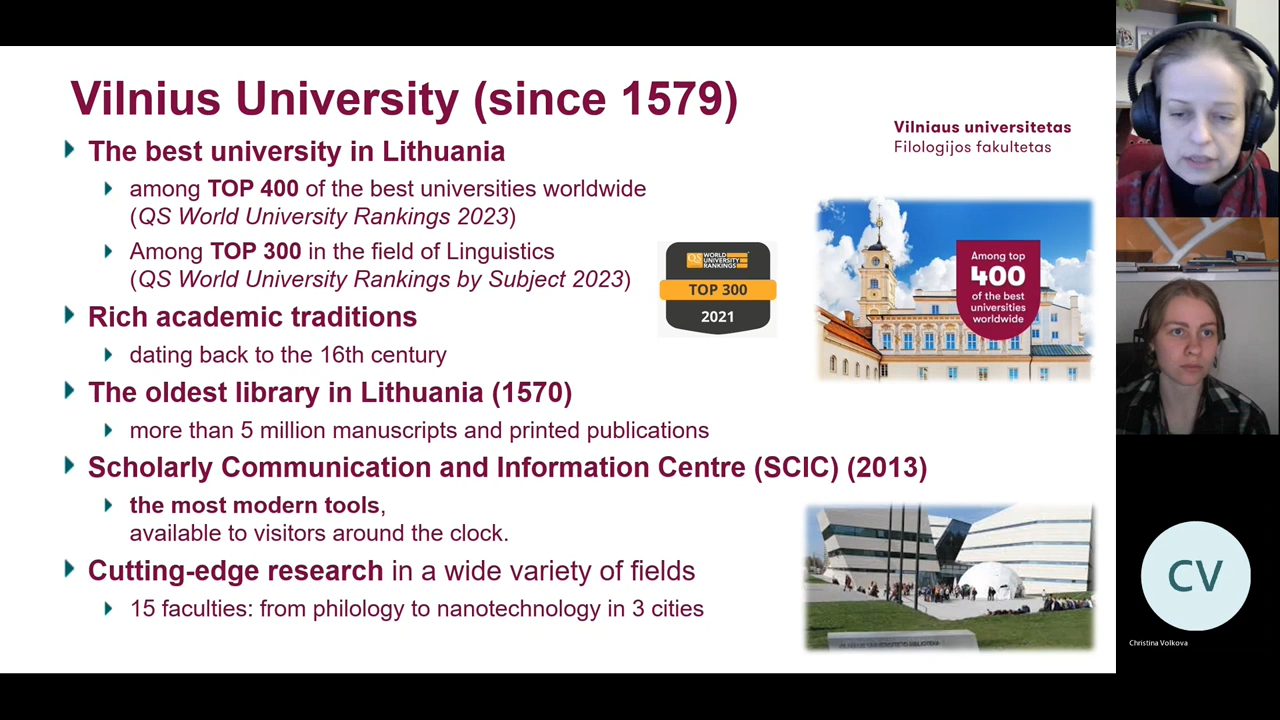 Vilnius University (since 1579)
Vilniaus universitetas
Filologijos fakultetas
The best university in Lithuania
among TOP 400 of the best universities worldwide
(QS World University Rankings 2023)
Among TOP 300 in the field of Linguistics
(QS World University Rankings by Subject 2023)
QS WORLD
UNIVERSITY
RANKINGS
TOP 300
2021
Among top
400
of the best
universities
worldwide
Rich academic traditions
dating back to the 16th century
The oldest library in Lithuania (1570)
more than 5 million manuscripts and printed publications
Scholarly Communication and Information Centre (SCIC) (2013)
the most modern tools,
available to visitors around the clock.
Cutting-edge research in a wide variety of fields
15 faculties: from philology to nanotechnology in 3 cities
CV
Christina Volkova